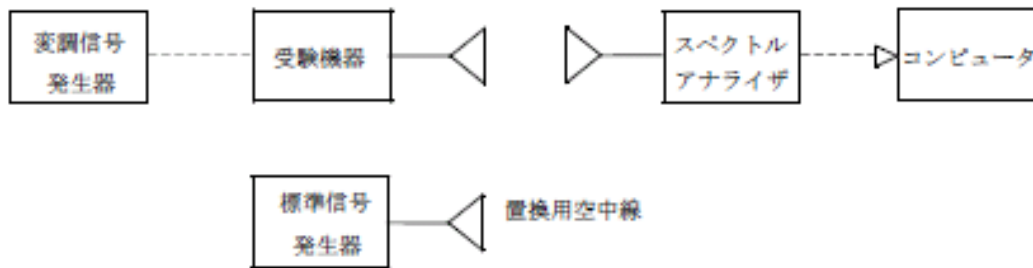 変調信号
発生器
受験機器
スペクトル
アナライザ
コンピュータ
標準信号
発生器
置換用空中線